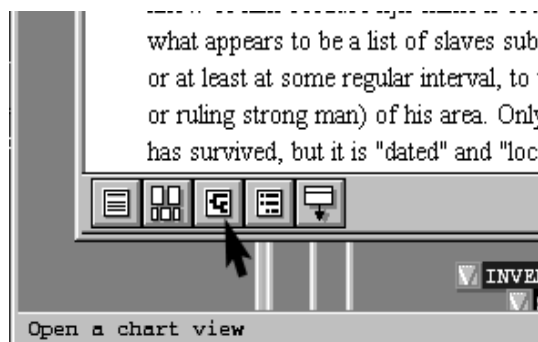 what appears to be a list of slaves sub
or at least at some regular interval, to
or ruling strong man) of his area. Only
has survived, but it is "dated" and "loc
INVE
Open a chart view